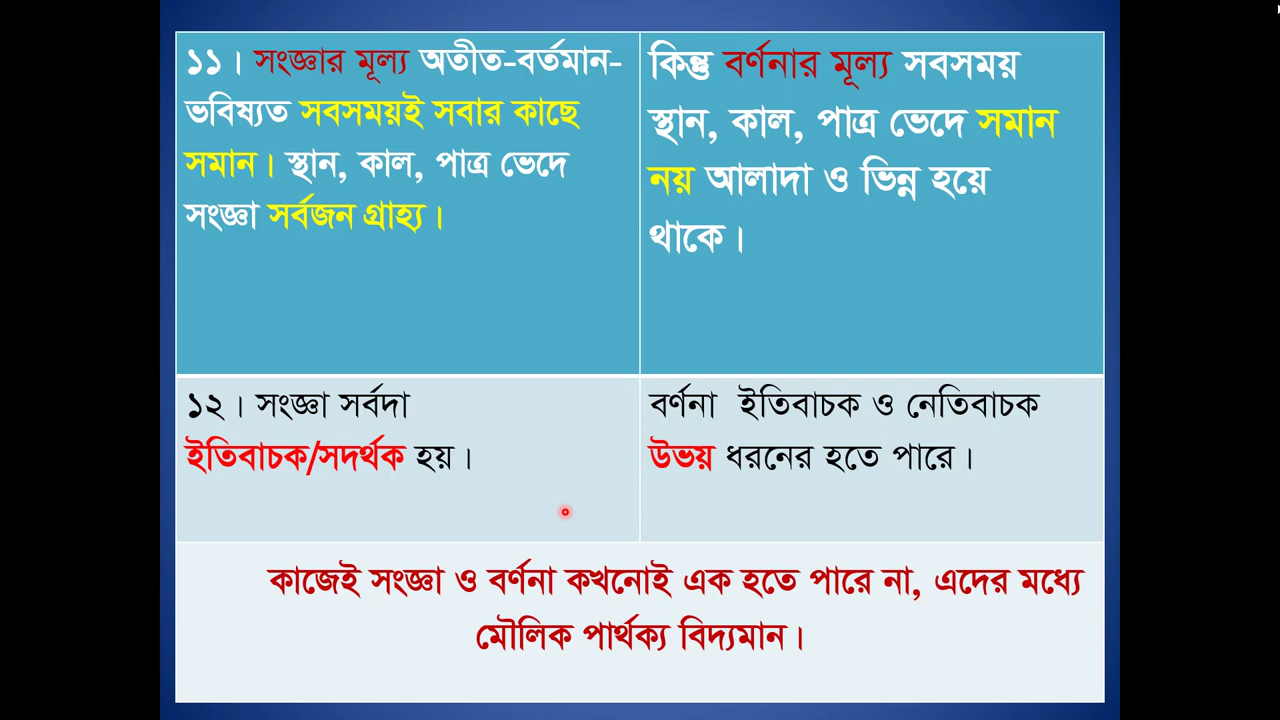 ১১। সংজ্ঞার মূল্য অতীত-বর্তমান-
ভবিষ্যত সবসময়ই সবার কাছে
সমান। স্থান, কাল, পাত্র ভেদে
সংজ্ঞা সর্বজন গ্রাহ্য।
কিন্তু বর্ণনার মূল্য সবসময়
স্থান, কাল, পাত্র ভেদে সমান
নয় আলাদা ও ভিন্ন হয়ে
থাকে।
১২। সংজ্ঞা সর্বদা
ইতিবাচক/সদর্থক হয়।
বর্ণনা ইতিবাচক ও নেতিবাচক
উভয় ধরনের হতে পারে।
কাজেই সংজ্ঞা ও বর্ণনা কখনোই এক হতে পারে না, এদের মধ্যে
মৌলিক পার্থক্য বিদ্যমান।